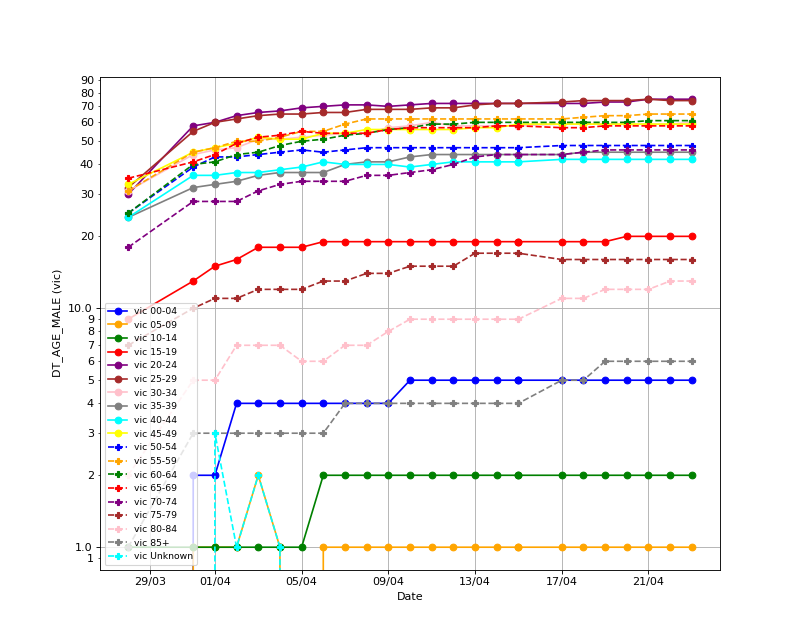 90
80
70
60
50
40
30
20
10.0
9
8
7
6
5
4
3
2
1.0
1
DT_AGE_MALE (vic)
vic 00-04
vic 05-09
vic 10-14
vic 15-19
vic 20-24
vic 25-29
vic 30-34
vic 35-39
vic 40-44
vic 45-49
vic 50-54
vic 55-59
vic 60-64
vic 65-69
vic 70-74
vic 75-79
vic 80-84
vic 85+
vic Unknown
29/03 01/04 05/04 09/04 13/04 17/04 21/04
Date